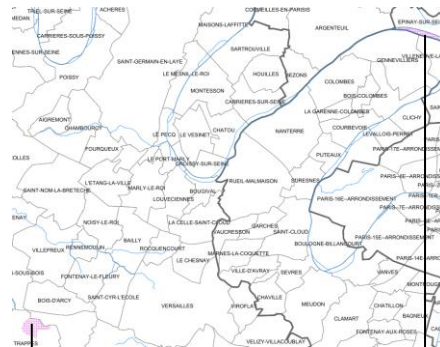 TRIEL-SUR-SEINE
ACHERES
CORMEILLES-EN-PARISIS
MEDAN
MAISONS-LAFFITTE
EPINAY-SUR-SEINE
CARRIERES-SOUS-POISSY
ARGENTEUIL
SARTROUVILLE
SAINT-GERMAIN-EN-LAYE
GENNEVILLIERS
POISSY
LE MESNIL-LE-ROI
HOUILLES
BEZONS
COLOMBES
MONTESSON
BOIS-COLOMBES
CARRIERES-SUR-SEINE
LA GARENNE-COLOMBES
CLICHY
AIGREMONT
CHAMBOURCY
COURBEVOIE
LE PECQ
LE VESINET
CHATOU
NANTERRE
LEVALLOIS-PERRET
FOURQUEUX
PARIS-17E-ARRONDISSEMENT
LE PORT-MARLY
CROISSY-SUR-SEINE
PUTEAUX
L'ETANG-LA-VILLE
RUEIL-MALMAISON
SURESNES
SAINT-NOM-LA-BRETECHE
MARLY-LE-ROI
BOUGIVAL
LOUVECIENNES
PARIS-16E-ARRONDISSEMENT
NOISY-LE-ROI
LA CELLE-SAINT-CLOUD
GARCHES
VAUCRESSON
SAINT-CLOUD
PARIS-15E-ARRONDISSEMENT
BAILLY
BOULOGNE-BILLANCOURT
VILLEPREUX
RENNEMOULIN
ROCQUENCOURT
MARNES-LA-COQUETTE
LE CHESNAY
VILLE-D'AVRAY
SEVRES
VANVES
FONTENAY-LE-FLEURY
BOIS-D'ARCY
SAINT-CYR-L'ECOLE
CHAVILLE
VERSALLES
VIROFLAY
MEUDON
CHATILLON
CLAMART
BAGNEUX
FONTENAY-AUX-ROSES
TRAPPES
VELIZY-VILLACOUBLAY